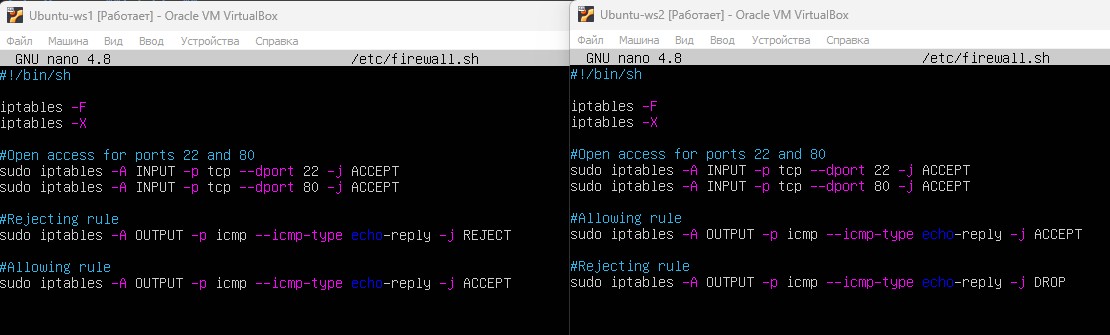 Ubuntu-ws1 [Работает] - Oracle VM VirtualBox
Файл Машина Вид Ввод Устройства Справка
GNU nano 4.8 /etc/firewall.sh
#!/bin/sh
iptables -F
iptables -X
#Open access for ports 22 and 80
sudo iptables -A INPUT -p tcp --dport 22 -j ACCEPT
sudo iptables -A INPUT -p tcp --dport 80 -j ACCEPT
#Rejecting rule
sudo iptables -A OUTPUT -p icmp --icmp-type echo-reply -j REJECT
#Allowing rule
sudo iptables -A OUTPUT -p icmp --icmp-type echo-reply -j ACCEPT
Ubuntu-ws2 [Работает] - Oracle VM VirtualBox
Файл Машина Вид Ввод Устройства Справка
GNU nano 4.8 /etc/firewall.sh
#!/bin/sh
iptables -F
iptables -X
#Open access for ports 22 and 80
sudo iptables -A INPUT -p tcp --dport 22 -j ACCEPT
sudo iptables -A INPUT -p tcp --dport 80 -j ACCEPT
#Allowing rule
sudo iptables -A OUTPUT -p icmp --icmp-type echo-reply -j ACCEPT
#Rejecting rule
sudo iptables -A OUTPUT -p icmp --icmp-type echo-reply -j DROP